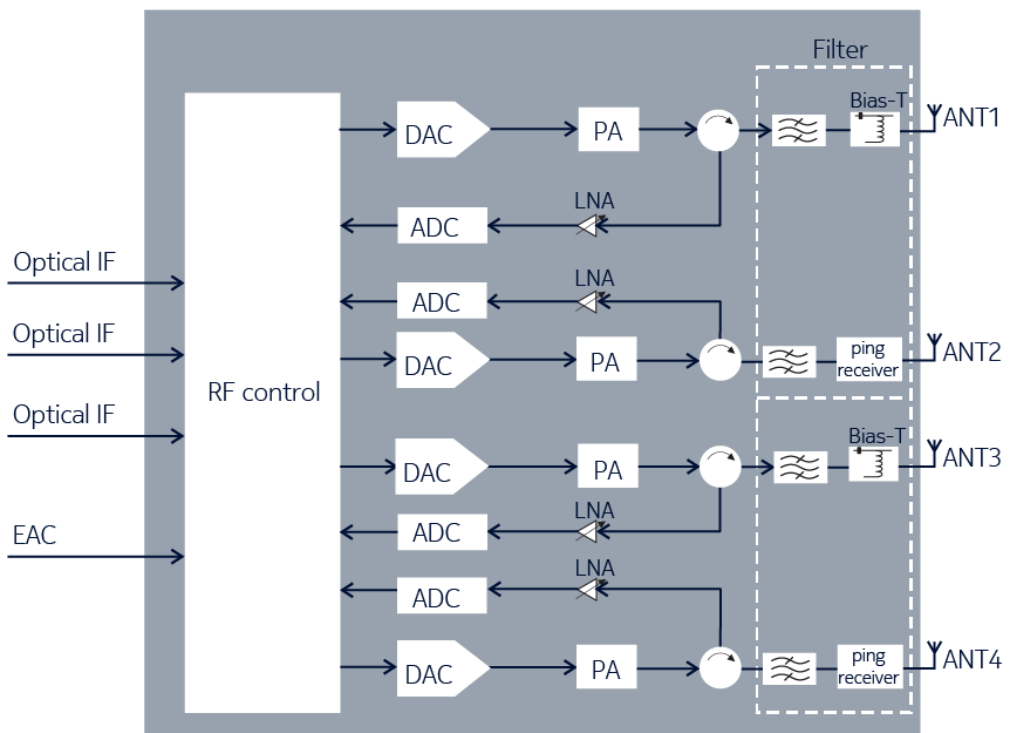 Filter
Bias-T
ANT1
DAC
PA
LNA
ADC
Optical IF
LNA
ADC
Optical IF
ANT2
DAC
PA
ping
receiver
RF control
Optical IF
Bias-T
ANT3
DAC
PA
LNA
ADC
EAC
LNA
ADC
ANT4
DAC
PA
ping
receiver